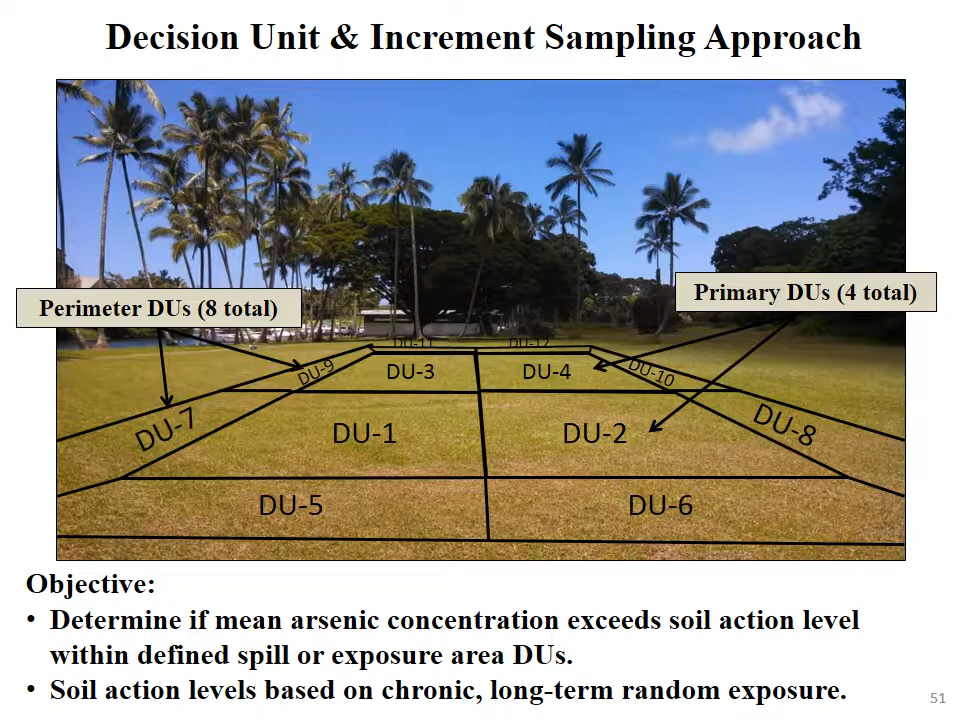 Decision Unit & Increment Sampling Approach
Perimeter DUs (8 total)
Primary DUs (4 total)
DU-11
DU-12
DU-9
DU-3
DU-4
DU-10
DU-7
DU-1
DU-2
DU-8
DU-5
DU-6
Objective:
• Determine if mean arsenic concentration exceeds soil action level
within defined spill or exposure area DUs.
• Soil action levels based on chronic, long-term random exposure.
51